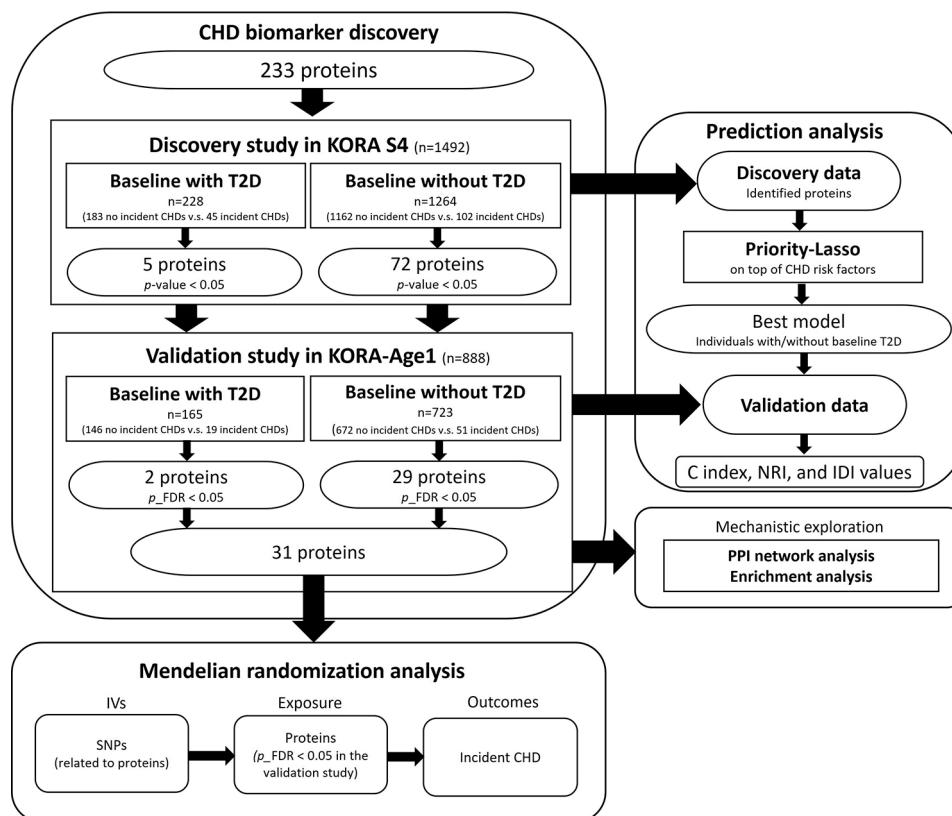 CHD biomarker discovery
233 proteins
Discovery study in KORA S4 (n=1492)
Baseline with T2D
n=228
(183 no incident CHDs v.s. 45 incident CHDs)
Baseline without T2D
n=1264
(1162 no incident CHDs v.s. 102 incident CHDs)
5 proteins
p-value < 0.05
72 proteins
p-value < 0.05
Validation study in KORA-Age1 (n=888)
Baseline with T2D
n=165
(146 no incident CHDs v.s. 19 incident CHDs)
Baseline without T2D
n=723
(672 no incident CHDs v.s. 51 incident CHDs)
2 proteins
p_FDR < 0.05
29 proteins
p_FDR < 0.05
31 proteins
Prediction analysis
Discovery data
Identified proteins
Priority-Lasso
on top of CHD risk factors
Best model
Individuals with/without baseline T2D
Validation data
C index, NRI, and IDI values
Mechanistic exploration
PPI network analysis
Enrichment analysis
Mendelian randomization analysis
IVs
SNPs
(related to proteins)
Exposure
Proteins
(p_FDR < 0.05 in the
validation study)
Outcomes
Incident CHD